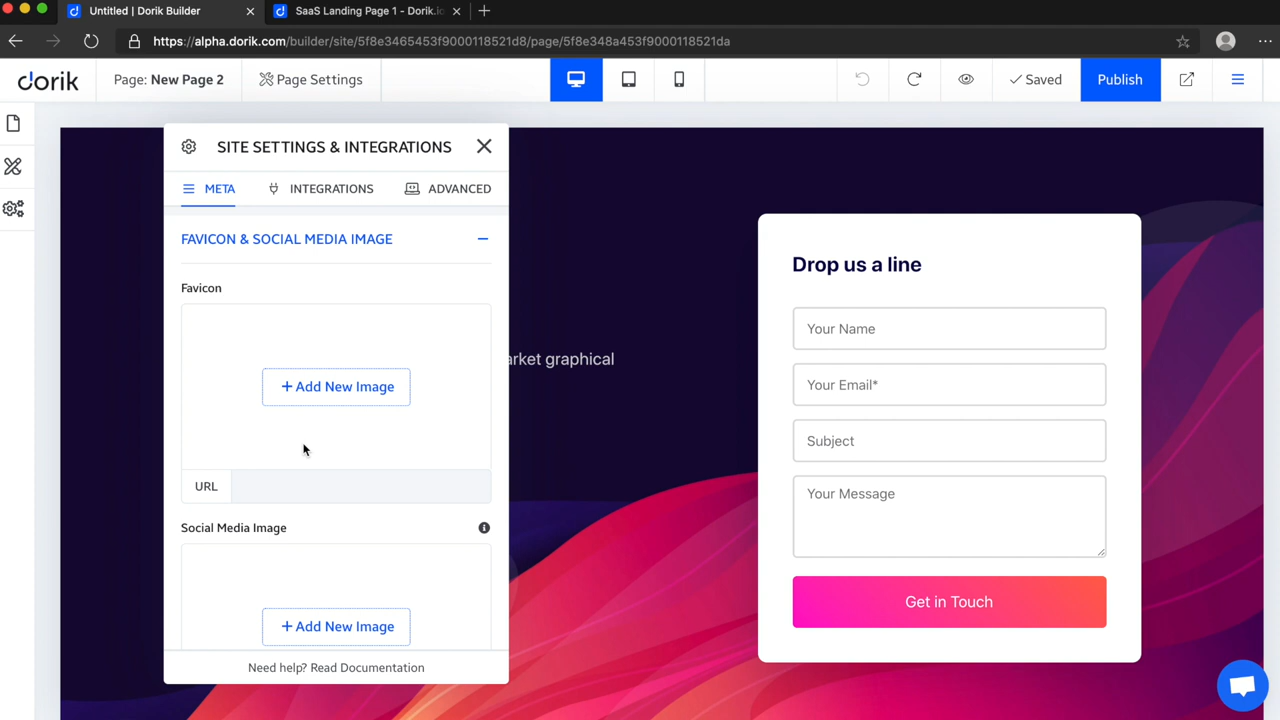 Untitled | Dorik Builder
SaaS Landing Page 1 - Dorik.io
https://alpha.dorik.com/builder/site/5f8e3465453f9000118521d8/page/5f8e348a453f9000118521da
dorik
Page: New Page 2
Page Settings
Saved
Publish
SITE SETTINGS & INTEGRATIONS
META
INTEGRATIONS
ADVANCED
FAVICON & SOCIAL MEDIA IMAGE
Favicon
+ Add New Image
URL
Social Media Image
+ Add New Image
Need help? Read Documentation
graphical
Drop us a line
Your Name
Your Email*
Subject
Your Message
Get in Touch